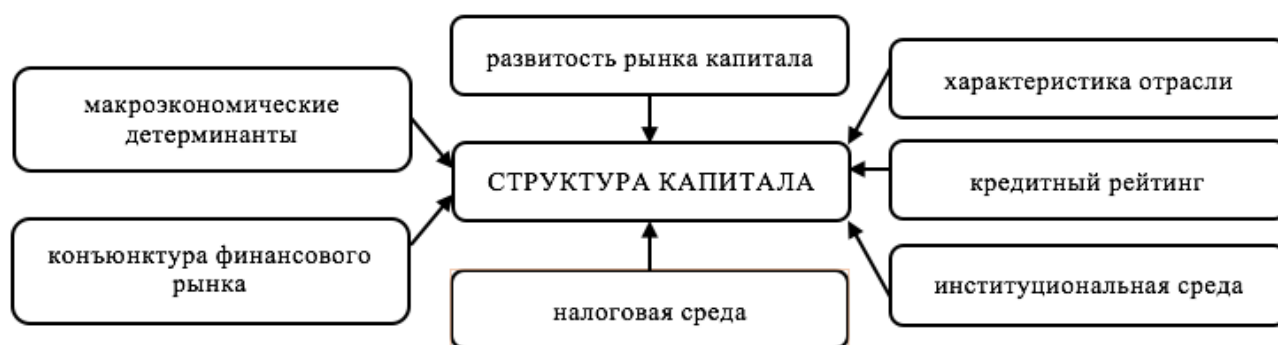 развитость рынка капитала
макроэкономические
детерминанты
характеристика отрасли
СТРУКТУРА КАПИТАЛА
кредитный рейтинг
конъюнктура финансового
рынка
институциональная среда
налоговая среда